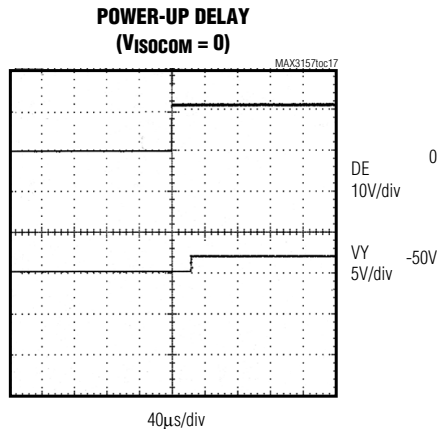 POWER-UP DELAY
(VISOCOM = 0)
MAX3157toc17
DE
10V/div
0
VY
5V/div
-50V
40μs/div